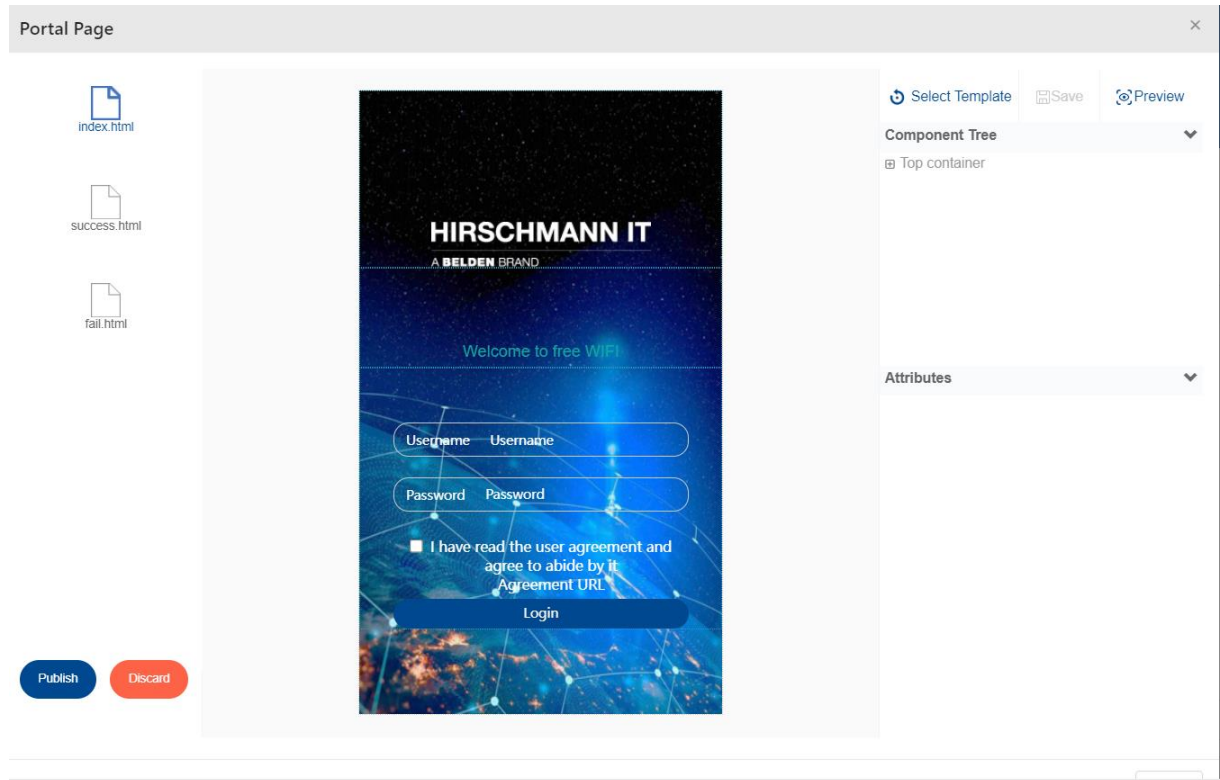 Portal Page
×
index.html
success.html
fail.html
Publish
Discard
HIRSCHMANN IT
A BELDEN BRAND
Welcome to free WIFI
Username Username
Password Password
I have read the user agreement and
agree to abide by it
Agreement URL
Login
Select Template Save Preview
Component Tree
Top container
Attributes